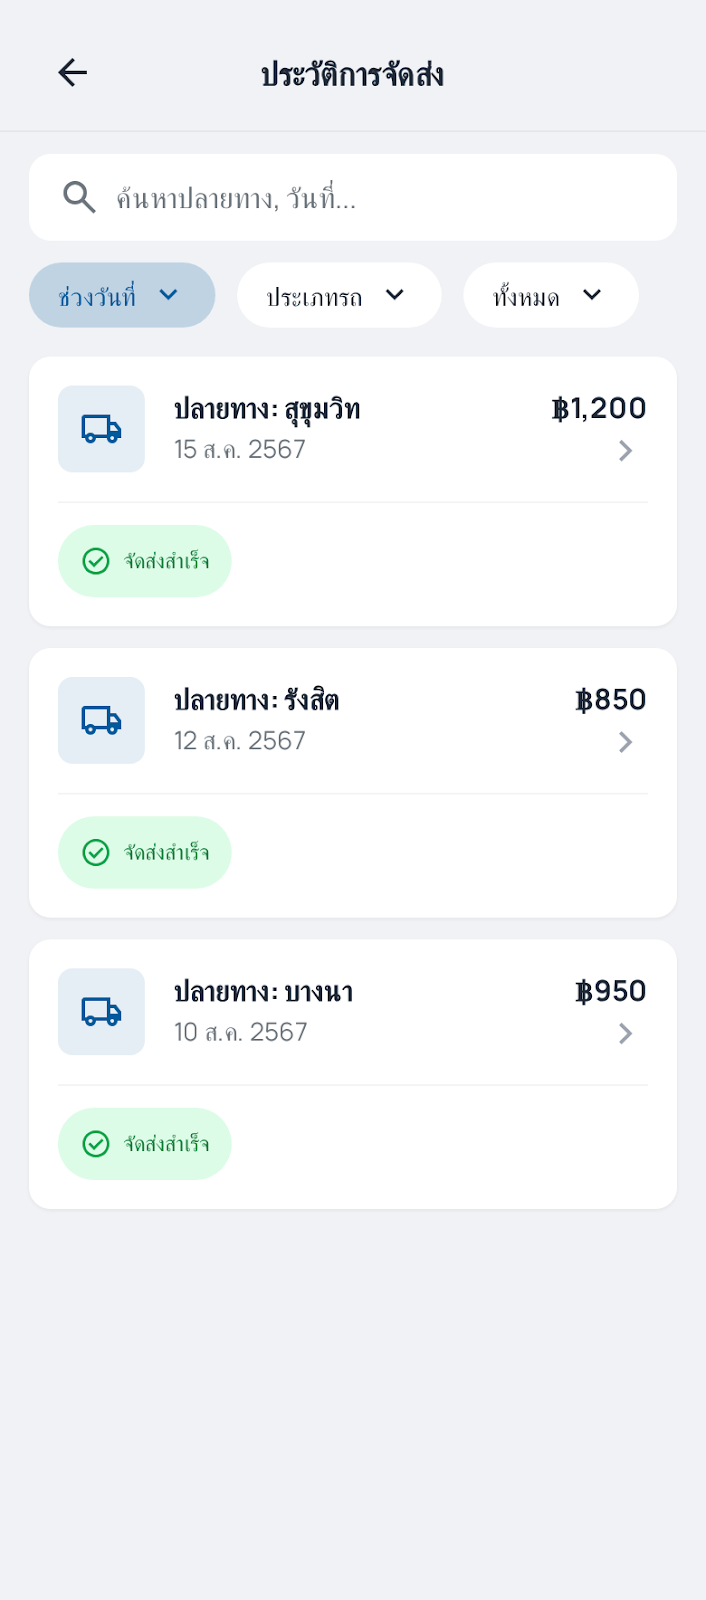 ประวัติการจัดส่ง
ค้นหาปลายทาง, วันที่...
ช่วงวันที่
ประเภทรถ
ทั้งหมด
ปลายทาง: สุขุมวิท
฿1,200
15 ส.ค. 2567
จัดส่งสำเร็จ
ปลายทาง: รังสิต
฿850
12 ส.ค. 2567
จัดส่งสำเร็จ
ปลายทาง: บางนา
฿950
10 ส.ค. 2567
จัดส่งสำเร็จ